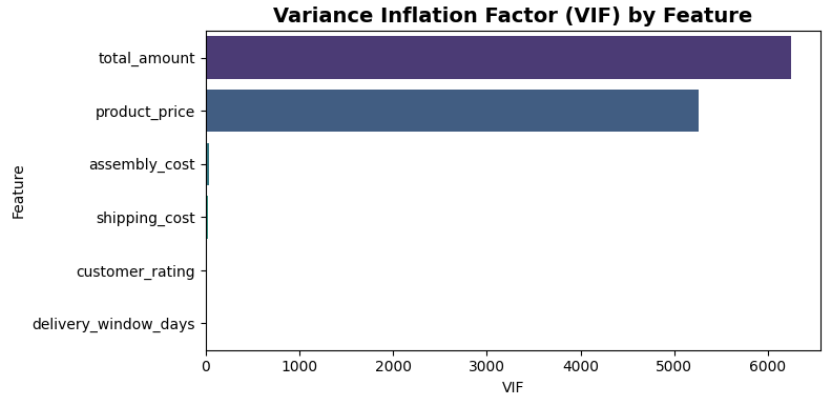 Variance Inflation Factor (VIF) by Feature
total_amount
product_price
assembly_cost
shipping_cost
customer_rating
delivery_window_days
Feature
0 1000 2000 3000 4000 5000 6000
VIF